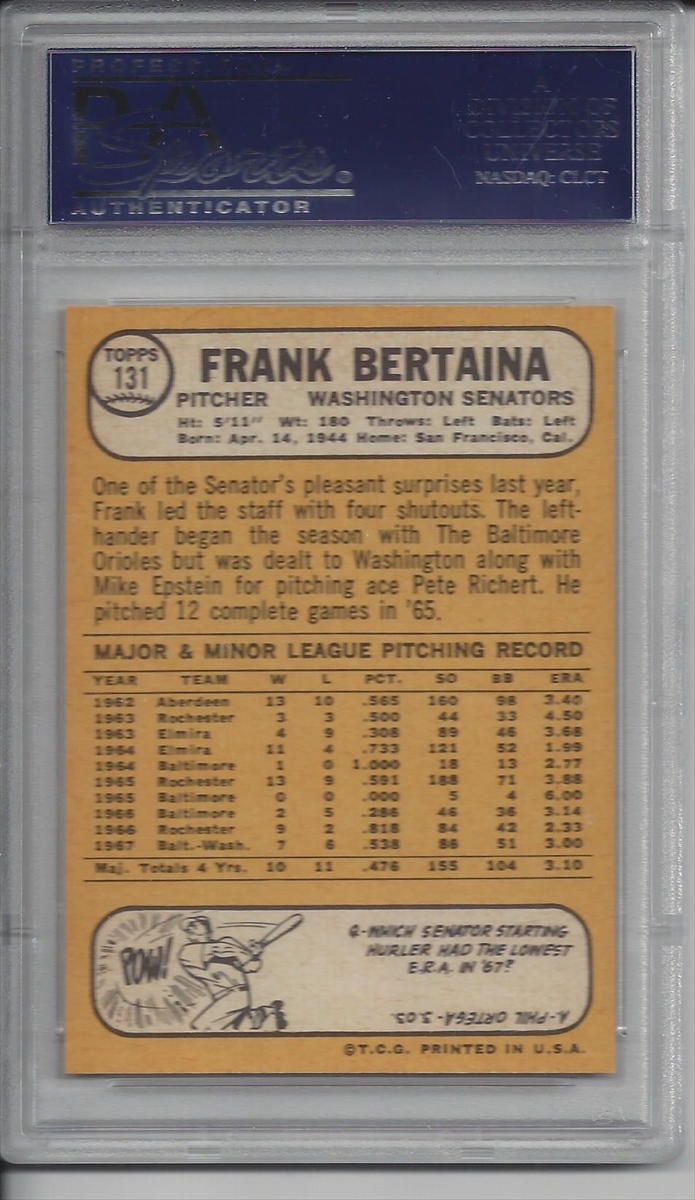 PROFESSIONAL
PSA
Sports
AUTHENTICATOR
A
DIVISION OF
COLLECTORS
UNIVERSE
NASDAQ: CLCT
TOPPS
131
FRANK BERTAINA
PITCHER WASHINGTON SENATORS
Ht: 5'11" Wt: 180 Throws: Left Bats: Left
Born: Apr. 14, 1944 Home: San Francisco, Cal.
One of the Senator's pleasant surprises last year,
Frank led the staff with four shutouts. The left-
hander began the season with The Baltimore
Orioles but was dealt to Washington along with
Mike Epstein for pitching ace Pete Richert. He
pitched 12 complete games in '65.
MAJOR & MINOR LEAGUE PITCHING RECORD
YEAR TEAM W L PCT. SO BB ERA
1962 Aberdeen 13 10 .565 160 98 3.40
1963 Rochester 3 3 .500 44 33 4.50
1963 Elmira 4 9 .308 89 46 3.68
1964 Elmira 11 4 .733 121 52 1.99
1964 Baltimore 1 0 1.000 18 13 2.77
1965 Rochester 13 9 .591 188 71 3.88
1965 Baltimore 0 0 .000 5 4 6.00
1966 Baltimore 2 5 .286 46 36 3.14
1966 Rochester 9 2 .818 84 42 2.33
1967 Balt.-Wash. 7 6 .538 86 51 3.00
Maj. Totals 4 Yrs. 10 11 .476 155 104 3.10
POW!
Q-WHICH SENATOR STARTING
HURLER HAD THE LOWEST
E.R.A. IN '67?
A-PHIL ORTEGA-3.03.
©T.C.G. PRINTED IN U.S.A.